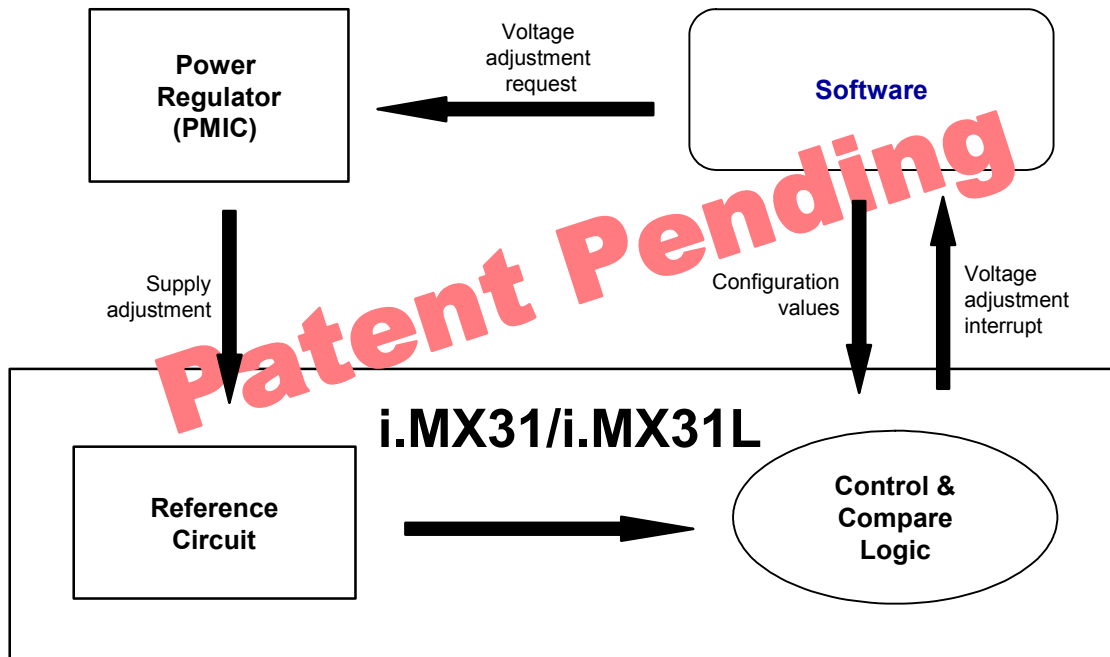 Power
Regulator
(PMIC)
Voltage
adjustment
request
Software
Patent Pending
Supply
adjustment
Configuration
values
Voltage
adjustment
interrupt
i.MX31/i.MX31L
Reference
Circuit
Control &
Compare
Logic